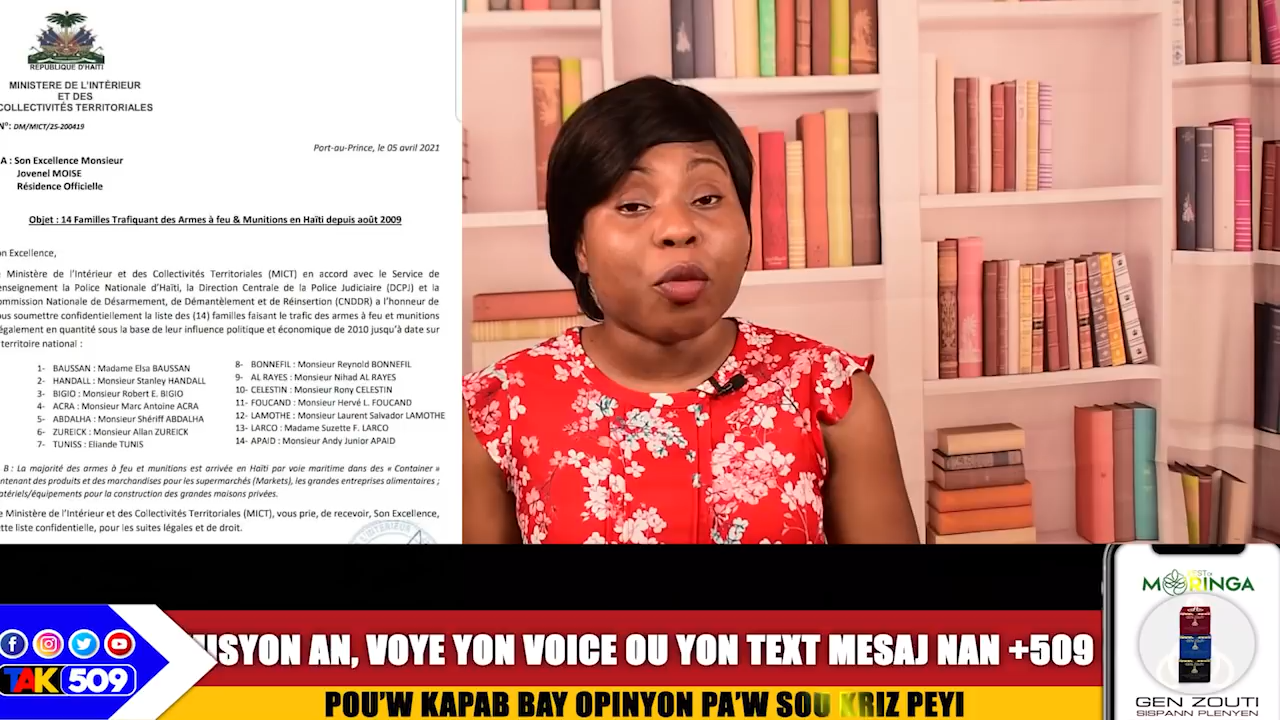 RÉPUBLIQUE D'HAÏTI
MINISTERE DE L'INTÉRIEUR
ET DES
COLLECTIVITÉS TERRITORIALES
N°: DM/MICT/25-200419
Port-au-Prince, le 05 avril 2021
A : Son Excellence Monsieur
Jovenel MOISE
Résidence Officielle
Objet : 14 Familles Trafiquant des Armes à feu & Munitions en Haïti depuis août 2009
on Excellence,
Ministère de l'Intérieur et des Collectivités Territoriales (MICT) en accord avec le Service de
enseignement la Police Nationale d'Haïti, la Direction Centrale de la Police Judiciaire (DCPJ) et la
ommission Nationale de Désarmement, de Démantèlement et de Réinsertion (CNDDR) a l'honneur de
ous soumettre confidentiellement la liste des (14) familles faisant le trafic des armes à feu et munitions
également en quantité sous la base de leur influence politique et économique de 2010 jusqu'à date sur
territoire national :
1- BAUSSAN : Madame Elsa BAUSSAN
2- HANDALL : Monsieur Stanley HANDALL
3- BIGIO : Monsieur Robert E. BIGIO
4- ACRA : Monsieur Marc Antoine ACRA
5- ABDALHA : Monsieur Shériff ABDALHA
6- ZUREICK : Monsieur Allan ZUREICK
7- TUNISS : Eliande TUNIS
8- BONNEFIL : Monsieur Reynold BONNEFIL
9- AL RAYES : Monsieur Nihad AL RAYES
10- CELESTIN : Monsieur Rony CELESTIN
11- FOUCAND : Monsieur Hervé L. FOUCAND
12- LAMOTHE : Monsieur Laurent Salvador LAMOTHE
13- LARCO : Madame Suzette F. LARCO
14- APAID : Monsieur Andy Junior APAID
B : La majorité des armes à feu et munitions est arrivée en Haïti par voie maritime dans des « Container »
ntenant des produits et des marchandises pour les supermarchés (Markets), les grandes entreprises alimentaires ;
atériels/équipements pour la construction des grandes maisons privées.
e Ministère de l'Intérieur et des Collectivités Territoriales (MICT), vous prie, de recevoir, Son Excellence,
ette liste confidentielle, pour les suites légales et de droit.
MISYON AN, VOYE YON VOICE OU YON TEXT MESAJ NAN +509
POU'W KAPAB BAY OPINYON PA'W SOU KRIZ PEYI
TAK 509
MORINGA
GEN ZOUTI
SISPANN PLENYEN